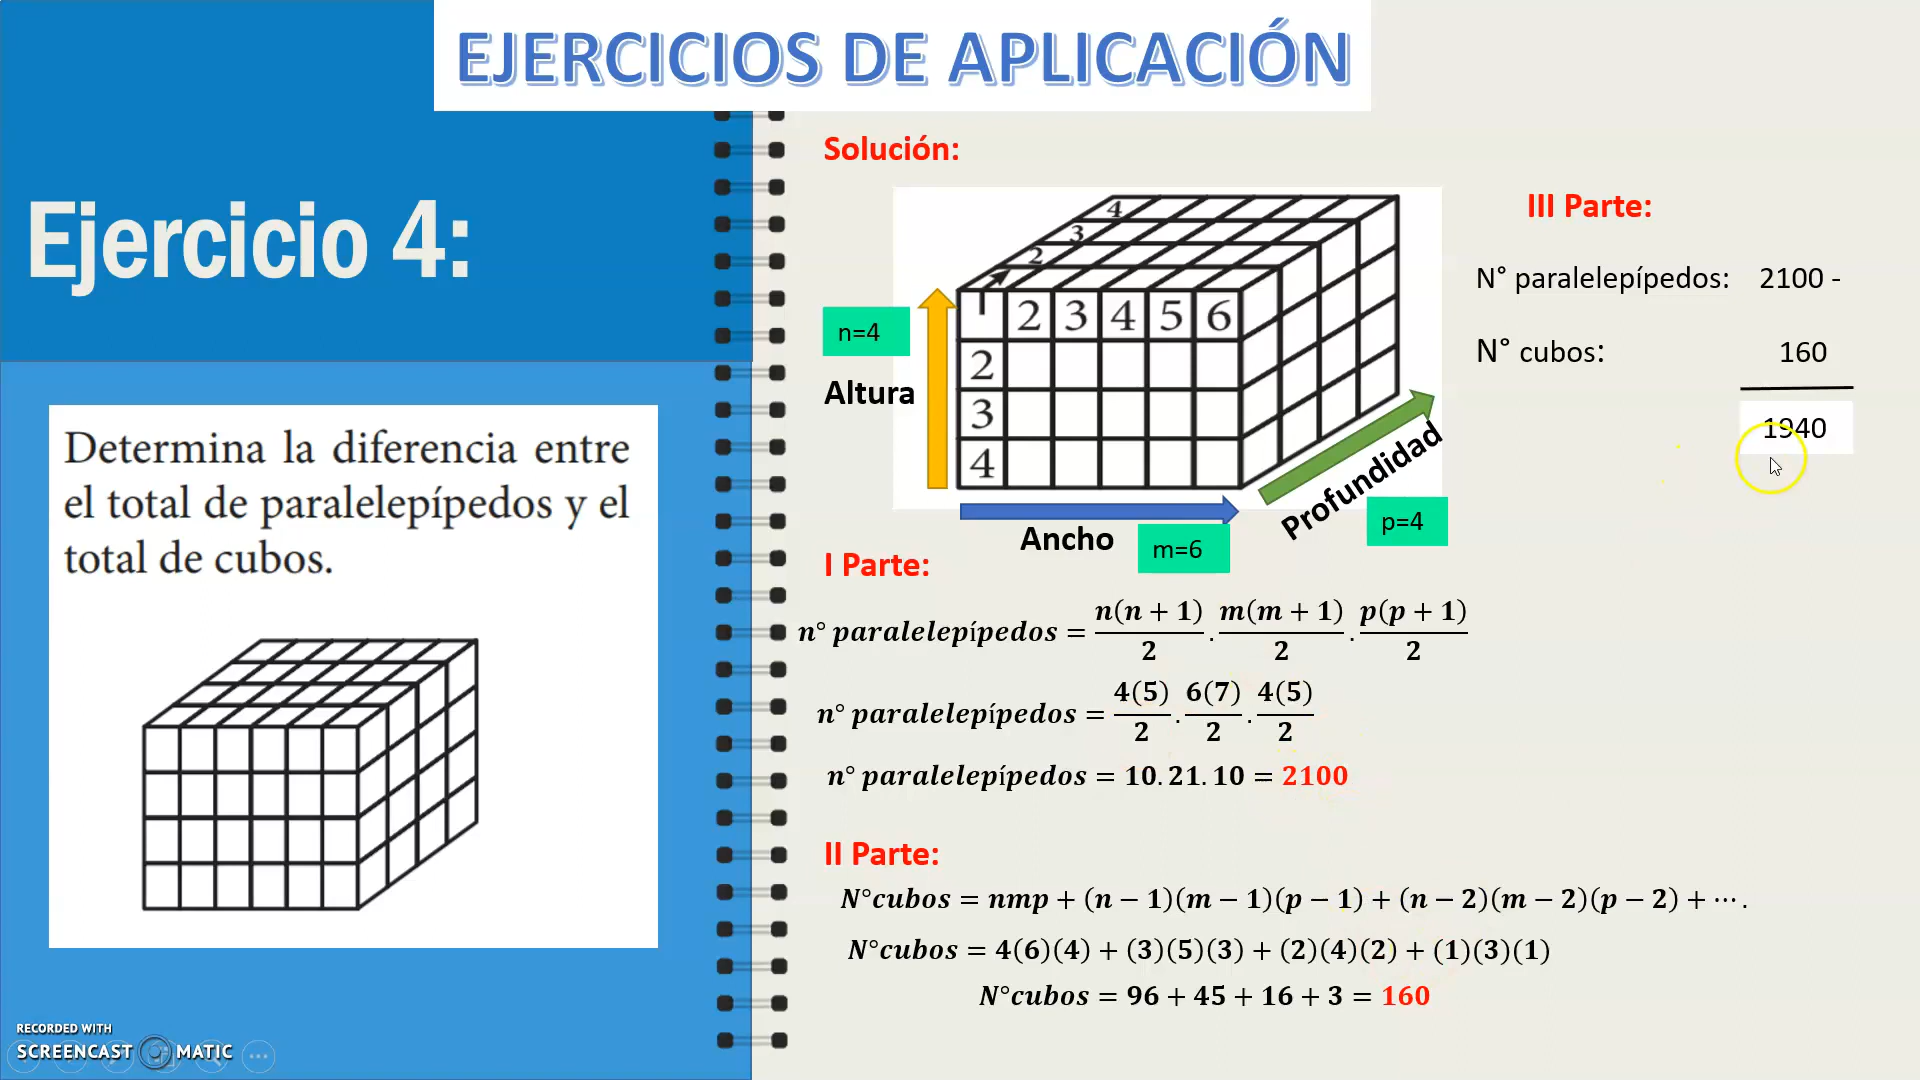 EJERCICIOS DE APLICACIÓN
Ejercicio 4:
Determina la diferencia entre
el total de paralelepípedos y el
total de cubos.
RECORDED WITH
SCREENCAST MATIC
Solución:
4
3
2
1 2 3 4 5 6
2
3
4
n=4
Altura
Ancho
m=6
Profundidad
p=4
I Parte:
n° paralelepípedos = n(n + 1)/2 . m(m + 1)/2 . p(p + 1)/2
n° paralelepípedos = 4(5)/2 . 6(7)/2 . 4(5)/2
n° paralelepípedos = 10. 21. 10 = 2100
II Parte:
N°cubos = nmp + (n − 1)(m − 1)(p − 1) + (n − 2)(m − 2)(p − 2) + ⋯ .
N°cubos = 4(6)(4) + (3)(5)(3) + (2)(4)(2) + (1)(3)(1)
N°cubos = 96 + 45 + 16 + 3 = 160
III Parte:
N° paralelepípedos: 2100 -
N° cubos: 160
1940